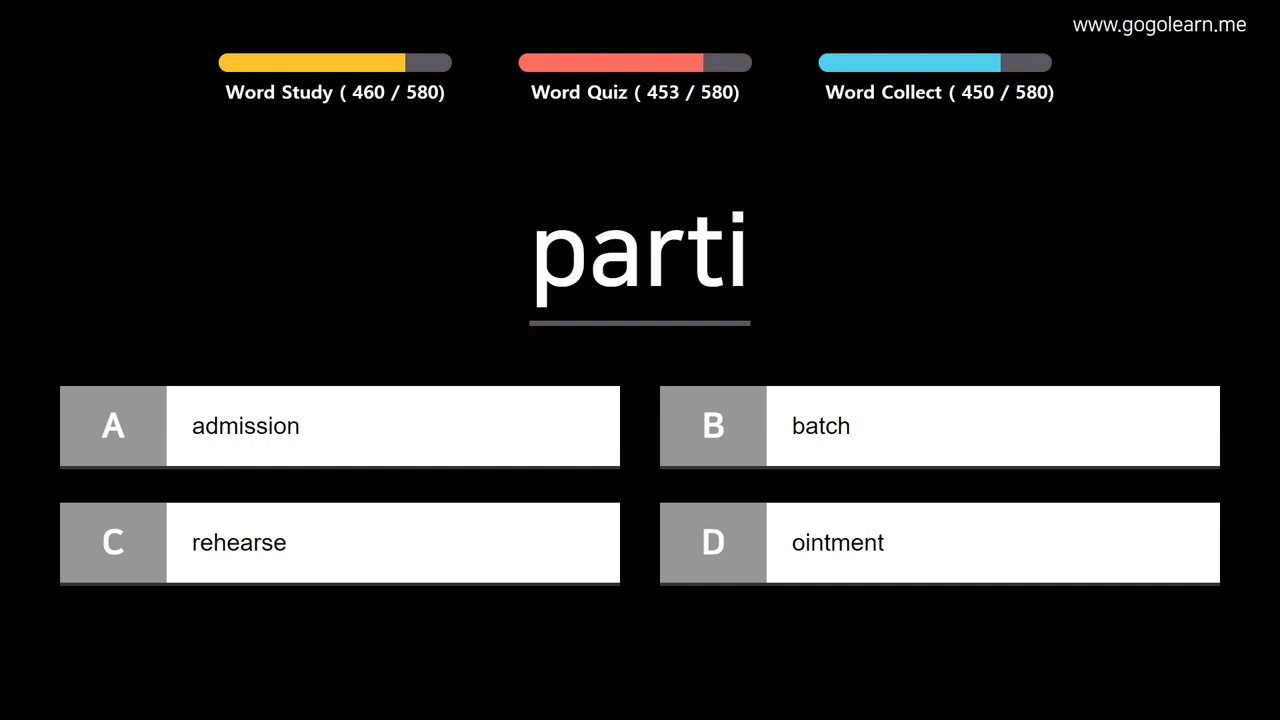 www.gogolearn.me
Word Study ( 460 / 580)
Word Quiz ( 453 / 580)
Word Collect ( 450 / 580)
parti
A admission
B batch
C rehearse
D ointment